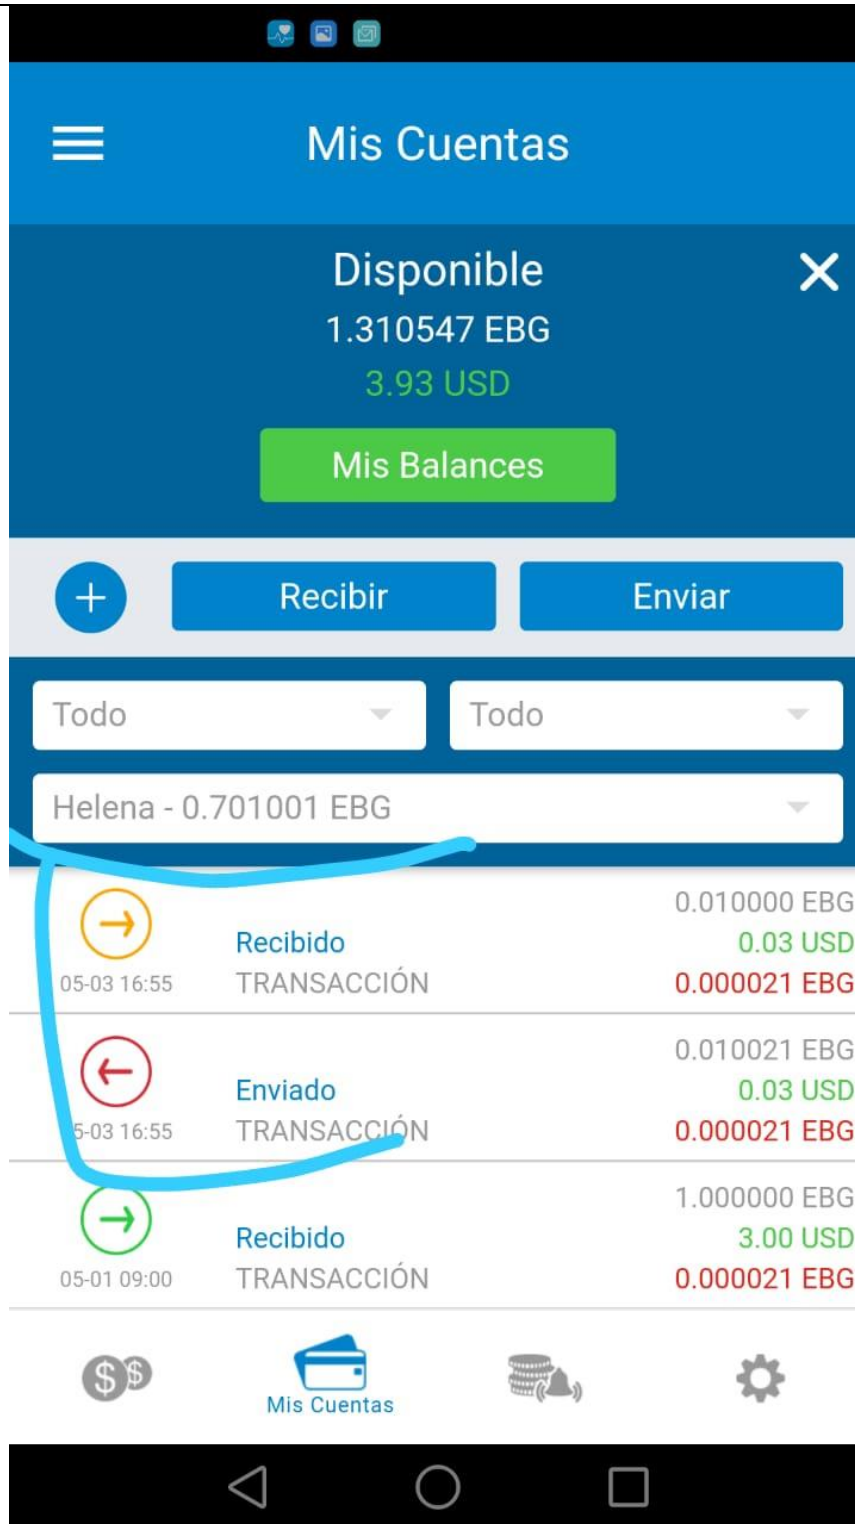 Mis Cuentas
Disponible
1.310547 EBG
3.93 USD
Mis Balances
Recibir
Enviar
Todo
Todo
Helena - 0.701001 EBG
0.010000 EBG
Recibido
0.03 USD
05-03 16:55
TRANSACCIÓN
0.000021 EBG
0.010021 EBG
Enviado
0.03 USD
5-03 16:55
TRANSACCIÓN
0.000021 EBG
1.000000 EBG
Recibido
3.00 USD
05-01 09:00
TRANSACCIÓN
0.000021 EBG
Mis Cuentas